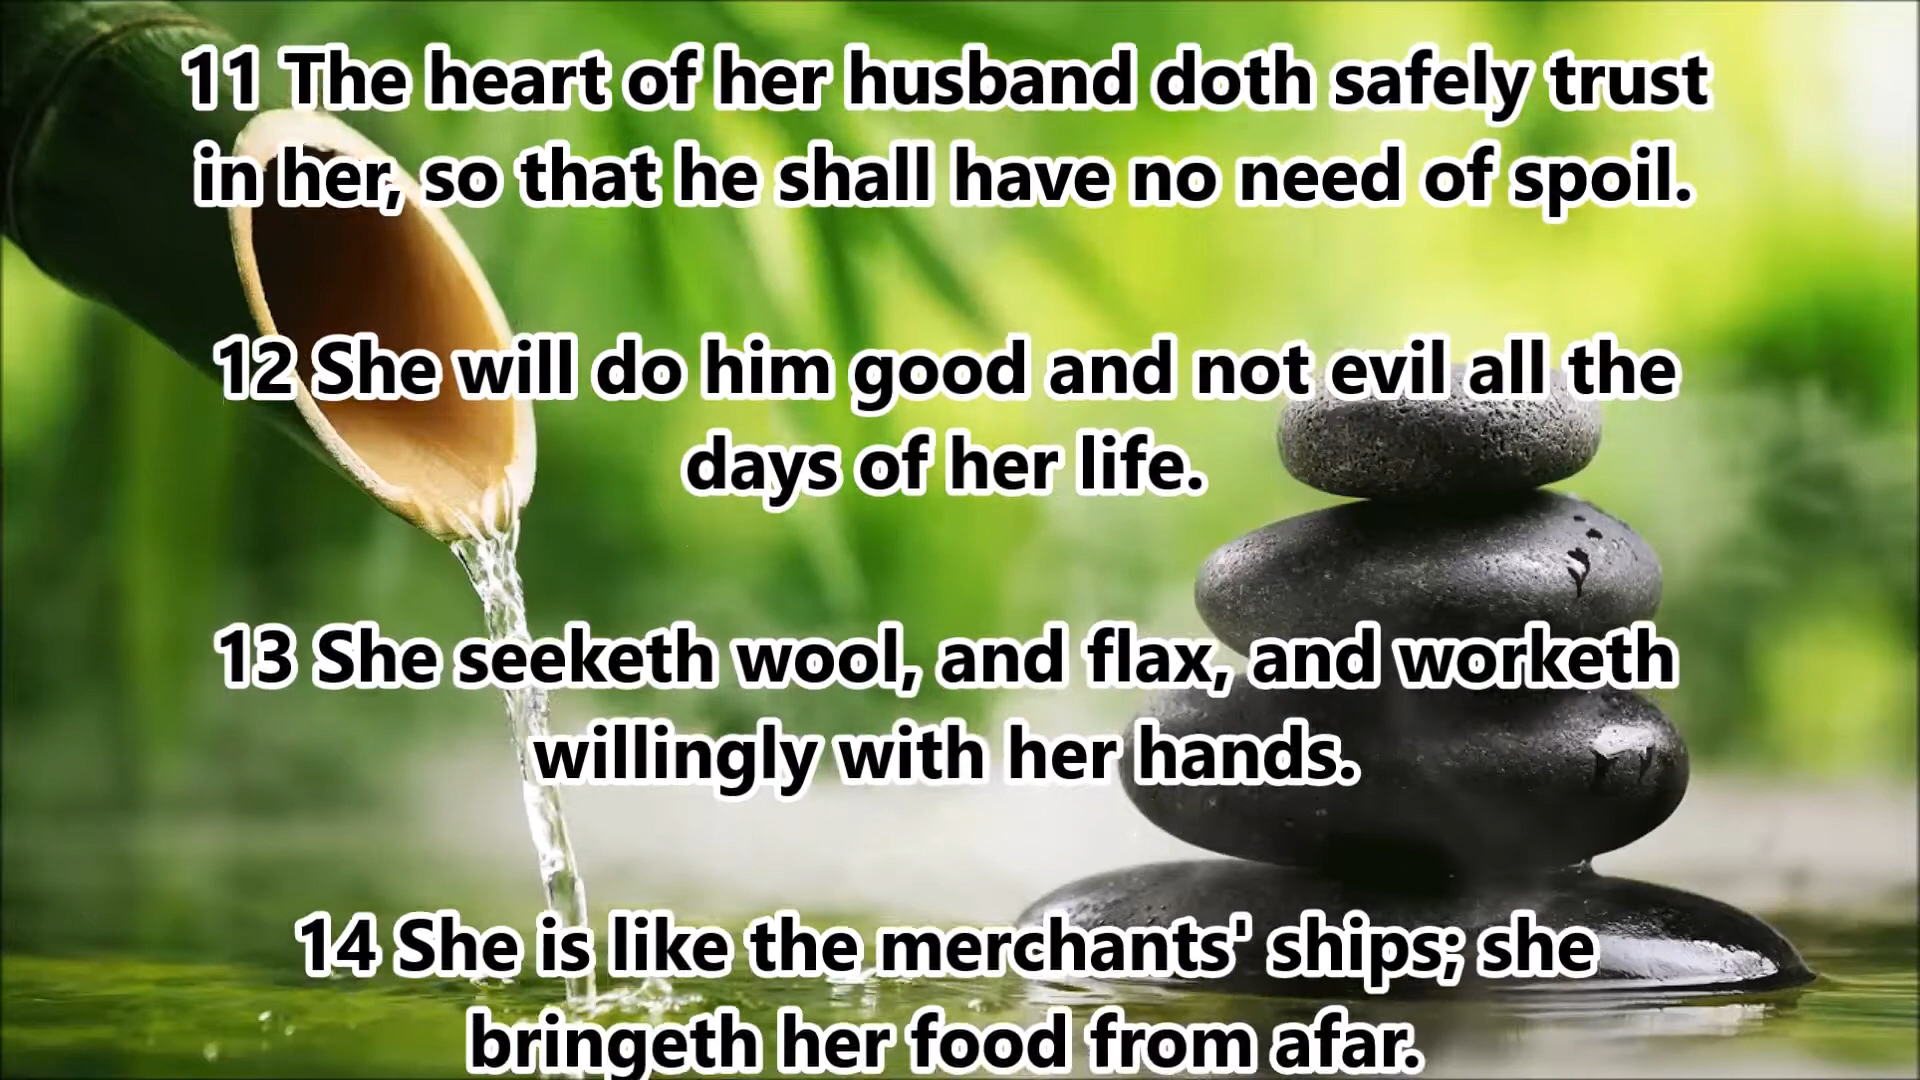 11 The heart of her husband doth safely trust
in her, so that he shall have no need of spoil.
12 She will do him good and not evil all the
days of her life.
13 She seeketh wool, and flax, and worketh
willingly with her hands.
14 She is like the merchants' ships; she
bringeth her food from afar.